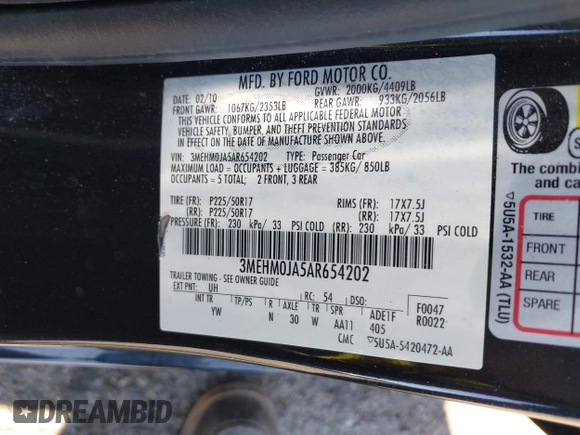 MFD. BY FORD MOTOR CO.
DATE: 02/10 GVWR: 2000KG/4409LB
FRONT GAWR: 1067KG/2353LB REAR GAWR: 933KG/2056LB
THIS VEHICLE CONFORMS TO ALL APPLICABLE FEDERAL MOTOR
VEHICLE SAFETY, BUMPER, AND THEFT PREVENTION STANDARDS
IN EFFECT ON THE DATE OF MANUFACTURE SHOWN ABOVE.
VIN: 3MEHM0JA5AR654202 TYPE: Passenger Car
MAXIMUM LOAD = OCCUPANTS + LUGGAGE = 385KG/ 850LB
OCCUPANTS = 5 TOTAL; 2 FRONT, 3 REAR
TIRE (FR): P225/50R17 RIMS (FR): 17X7.5J
(RR): P225/50R17 (RR): 17X7.5J
PRESSURE (FR): 230 kPa/ 33 PSI COLD (RR): 230 kPa/ 33 PSI COLD
3MEHM0JA5AR654202
TRAILER TOWING - SEE OWNER GUIDE
EXT PNT: UH RC: 54 DSO: F0047
INT TR TP/PS R AXLE TR SPR ADE1F R0022
YW N 30 W AA11 405
CMC 5U5A-5420472-AA
5U5A-1532-AA (TLU)
The com
and ca
TIRE
FRONT
REAR
SPARE
DREAMBID